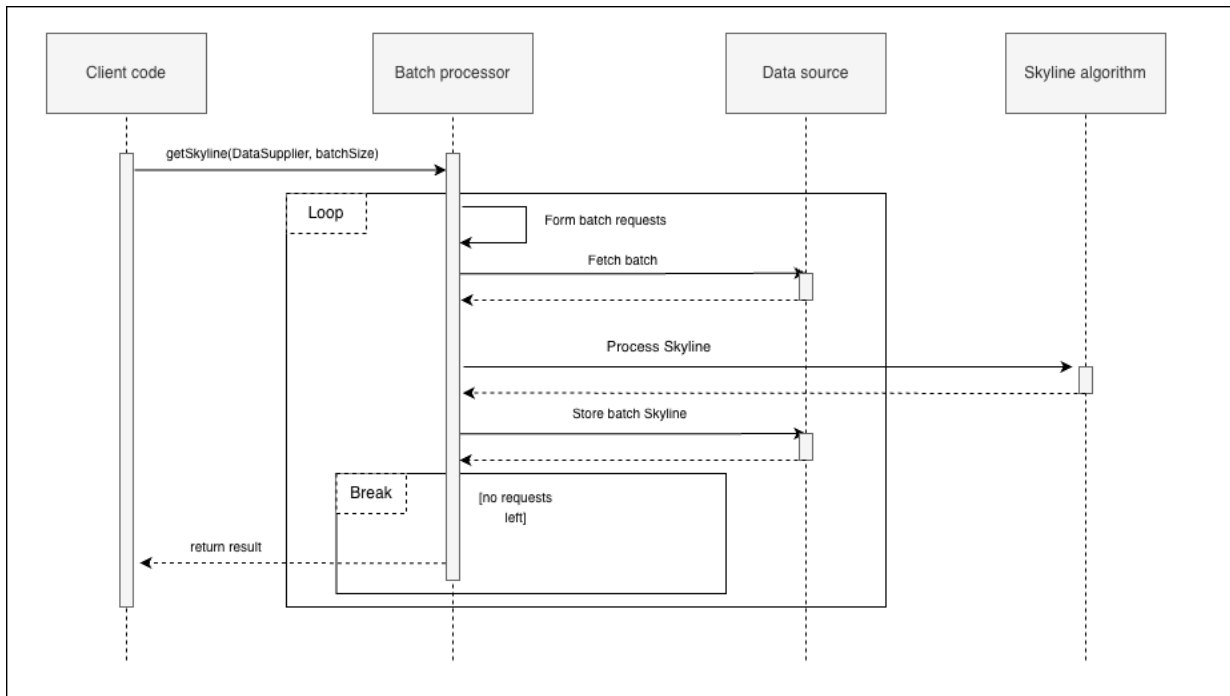 Client code
Batch processor
Data source
Skyline algorithm
getSkyline(DataSupplier, batchSize)
Loop
Form batch requests
Fetch batch
Process Skyline
Store batch Skyline
Break
[no requests
left]
return result